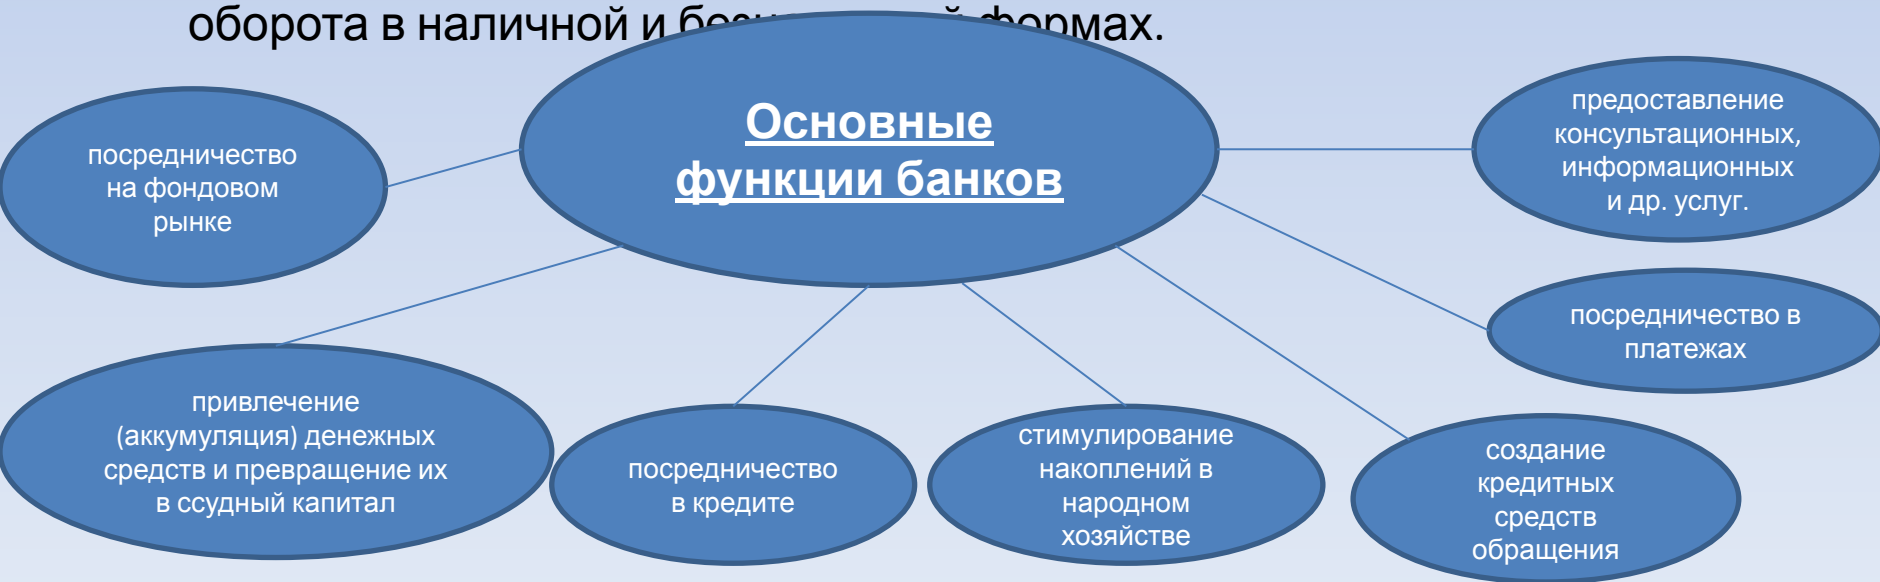 оборота в наличной и формах.
Основные
функции банков
посредничество
на фондовом
рынке
предоставление
консультационных,
информационных
и др. услуг.
посредничество в
платежах
привлечение
(аккумуляция) денежных
средств и превращение их
в ссудный капитал
посредничество
в кредите
стимулирование
накоплений в
народном
хозяйстве
создание
кредитных
средств
обращения